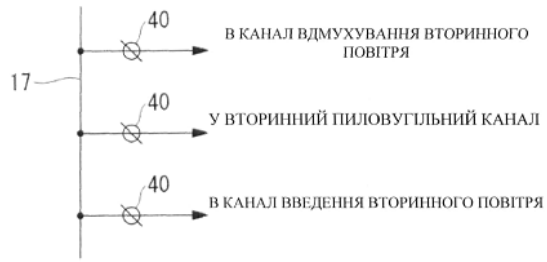 40
В КАНАЛ ВДМУХУВАННЯ ВТОРИННОГО
ПОВІТРЯ
17
40
У ВТОРИННИЙ ПИЛОВУГІЛЬНИЙ КАНАЛ
40
В КАНАЛ ВВЕДЕННЯ ВТОРИННОГО ПОВІТРЯ